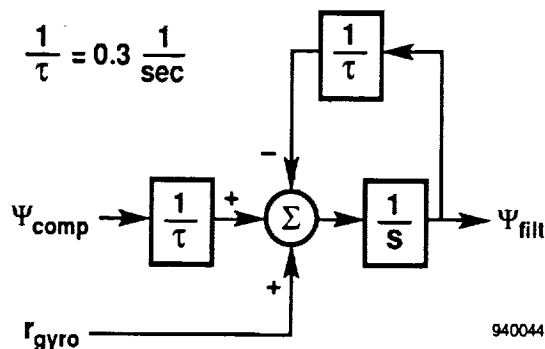 1/τ = 0.3 1/sec
1/τ
−
Ψcomp
1/τ
+
Σ
1/s
Ψfilt
+
rgyro
940044